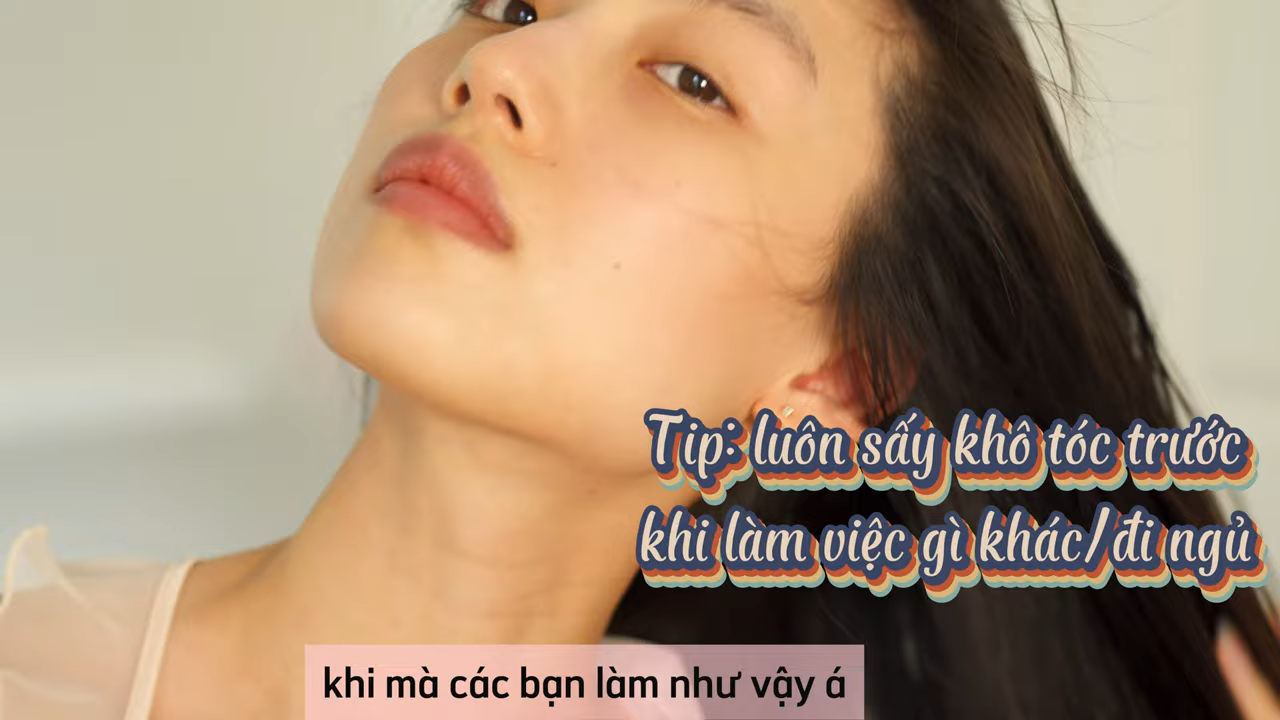 Tip: luôn sấy khô tóc trước
khi làm việc gì khác/đi ngủ
khi mà các bạn làm như vậy á